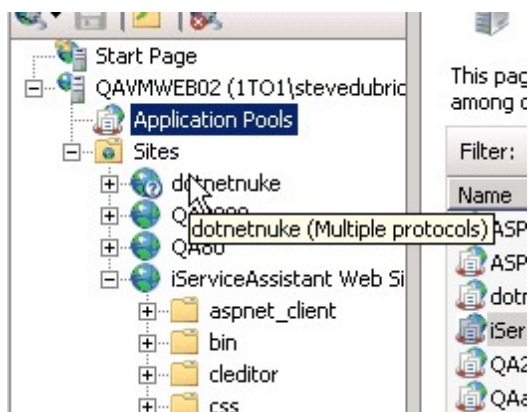 Start Page
QAVMWEB02 (1TO1\stevedubric
Application Pools
Sites
dotnetnuke
dotnetnuke (Multiple protocols)
QA80
iServiceAssistant Web Si
aspnet_client
bin
cleditor
css
This pag
among o
Filter:
Name
ASP
ASP
dotn
iSer
QA2
QAa